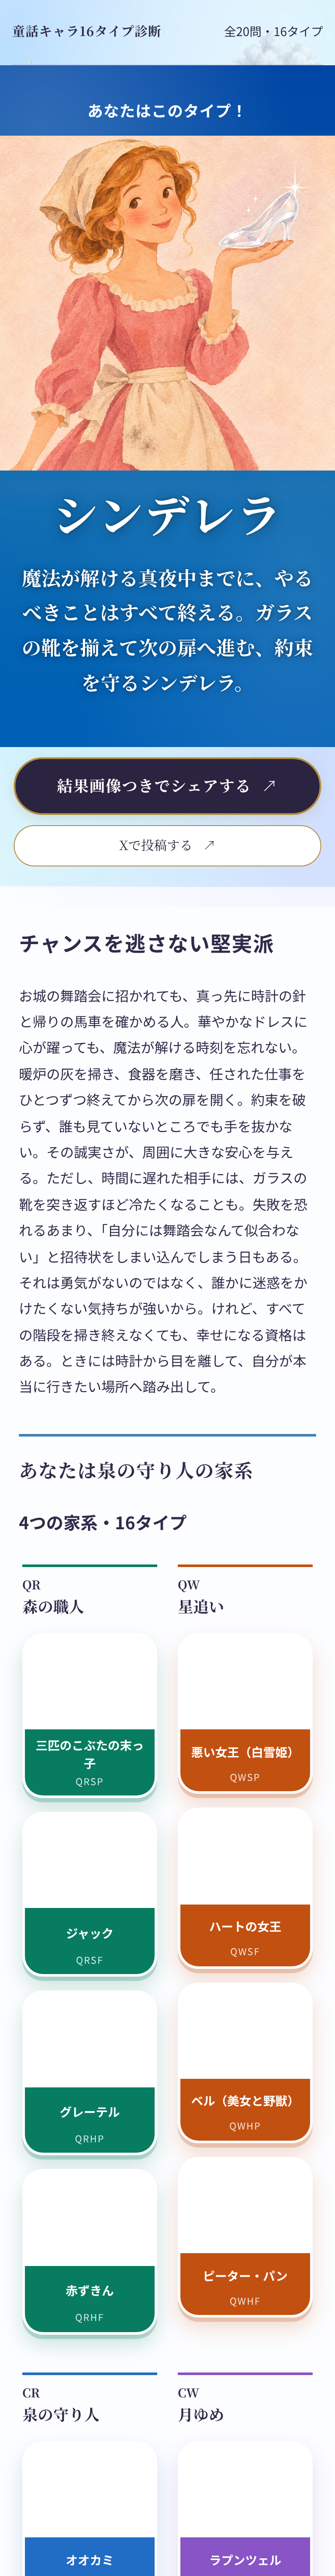 童話キャラ16タイプ診断
全20問・16タイプ
あなたはこのタイプ！
シンデレラ
魔法が解ける真夜中までに、やる
べきことはすべて終える。ガラス
の靴を揃えて次の扉へ進む、約束
を守るシンデレラ。
結果画像つきでシェアする ↗
Xで投稿する ↗
チャンスを逃さない堅実派
お城の舞踏会に招かれても、真っ先に時計の針
と帰りの馬車を確かめる人。華やかなドレスに
心が躍っても、魔法が解ける時刻を忘れない。
暖炉の灰を掃き、食器を磨き、任された仕事を
ひとつずつ終えてから次の扉を開く。約束を破
らず、誰も見ていないところでも手を抜かな
い。その誠実さが、周囲に大きな安心を与え
る。ただし、時間に遅れた相手には、ガラスの
靴を突き返すほど冷たくなることも。失敗を恐
れるあまり、「自分には舞踏会なんて似合わな
い」と招待状をしまい込んでしまう日もある。
それは勇気がないのではなく、誰かに迷惑をか
けたくない気持ちが強いから。けれど、すべて
の階段を掃き終えなくても、幸せになる資格は
ある。ときには時計から目を離して、自分が本
当に行きたい場所へ踏み出して。
あなたは泉の守り人の家系
4つの家系・16タイプ
QR
森の職人
三匹のこぶたの末っ
子
QRSP
ジャック
QRSF
グレーテル
QRHP
赤ずきん
QRHF
QW
星追い
悪い女王（白雪姫）
QWSP
ハートの女王
QWSF
ベル（美女と野獣）
QWHP
ピーター・パン
QWHF
CR
泉の守り人
オオカミ
CW
月ゆめ
ラプンツェル